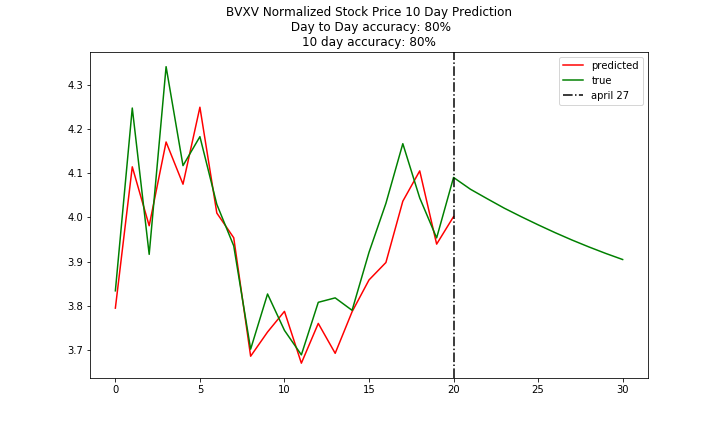 BVXV Normalized Stock Price 10 Day Prediction
Day to Day accuracy: 80%
10 day accuracy: 80%
predicted
true
april 27
4.3
4.2
4.1
4.0
3.9
3.8
3.7
0 5 10 15 20 25 30